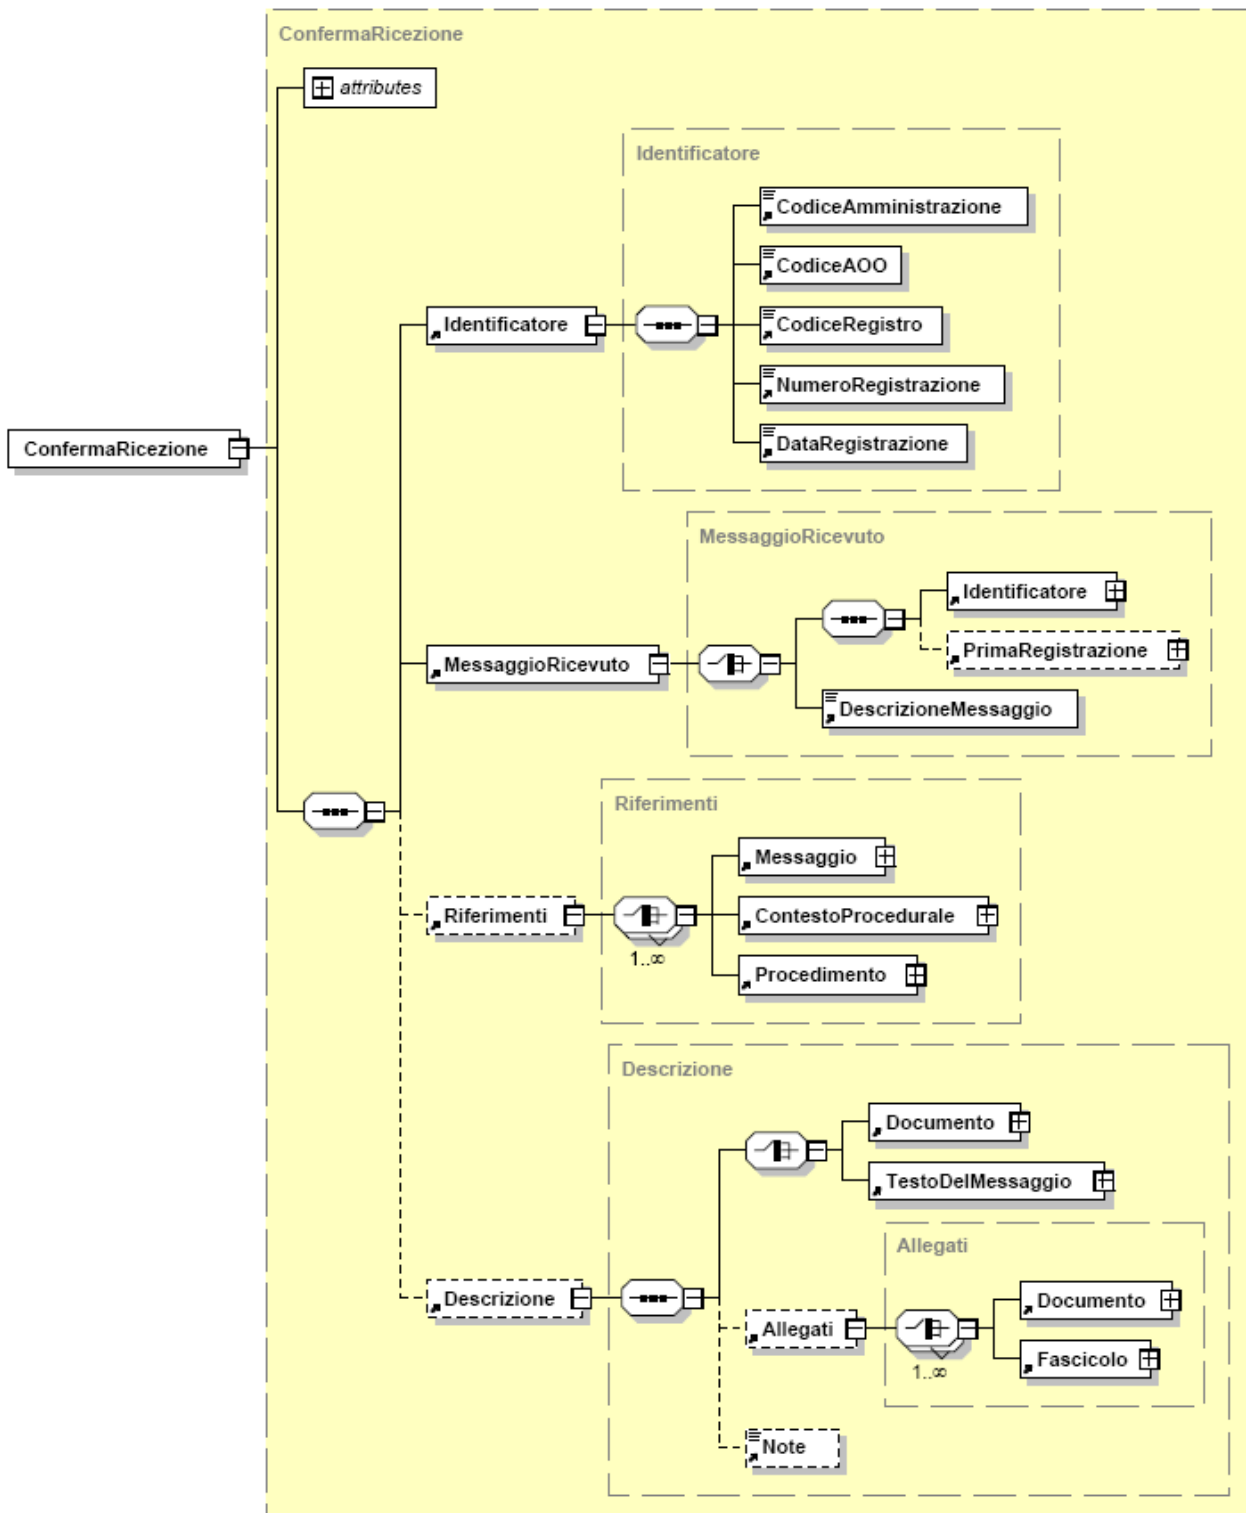 ConfermaRicezione
attributes
Identificatore
CodiceAmministrazione
CodiceAOO
Identificatore
CodiceRegistro
NumeroRegistrazione
DataRegistrazione
ConfermaRicezione
MessaggioRicevuto
Identificatore
PrimaRegistrazione
MessaggioRicevuto
DescrizioneMessaggio
Riferimenti
Messaggio
Riferimenti
ContestoProcedurale
1..∞
Procedimento
Descrizione
Documento
TestoDelMessaggio
Allegati
Descrizione
Documento
Allegati
Fascicolo
1..∞
Note